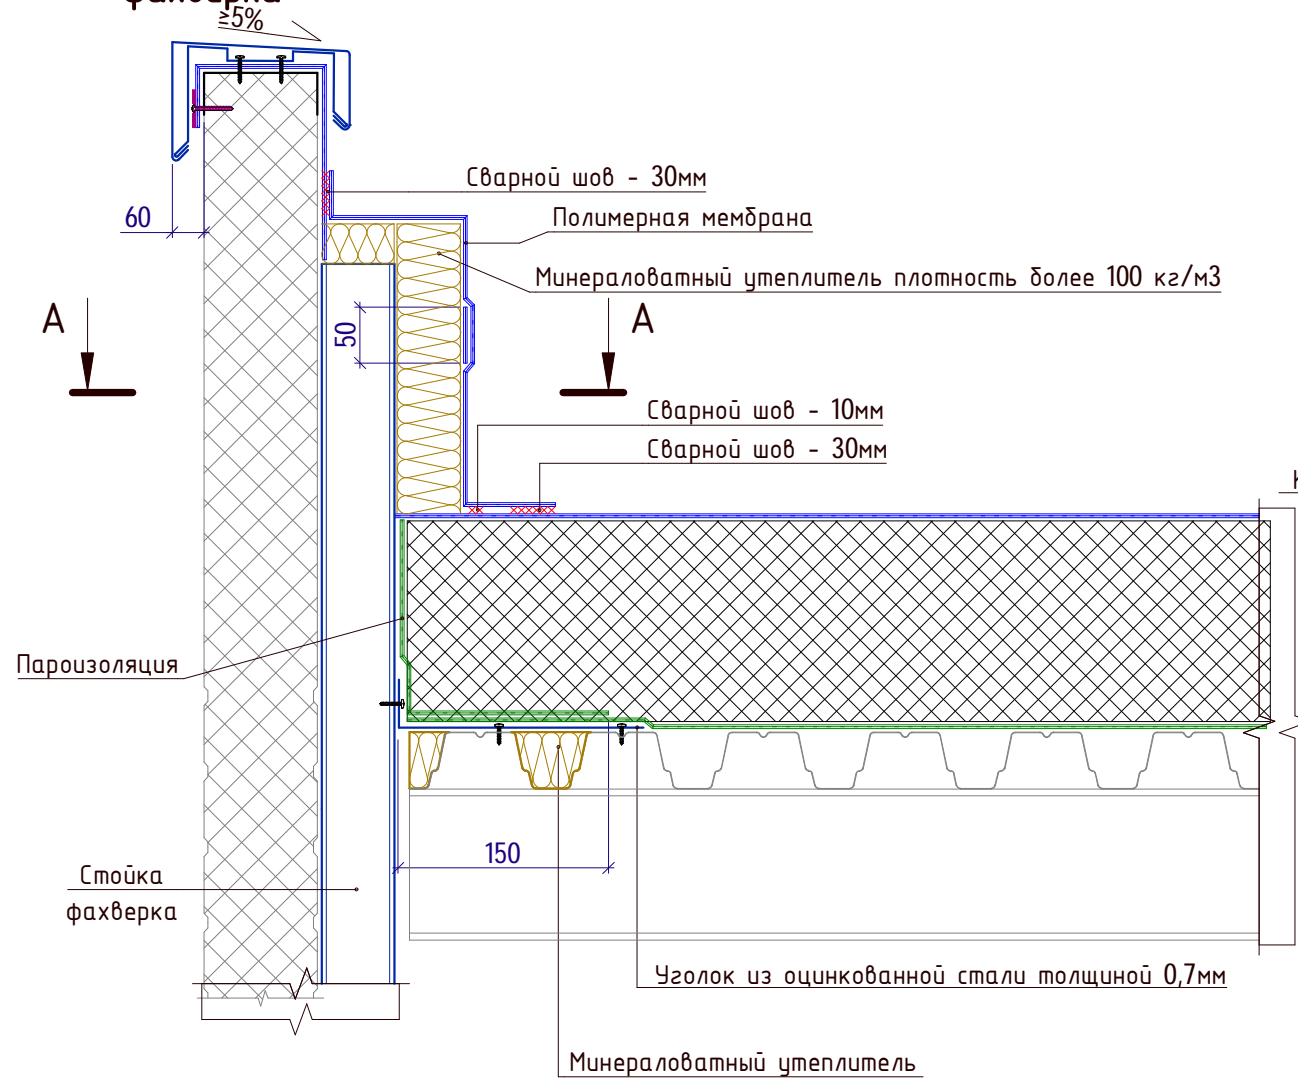 фахверка
≥5%
Сварной шов - 30мм
60
Полимерная мембрана
Минераловатный утеплитель плотность более 100 кг/м3
А
А
50
Сварной шов - 10мм
Сварной шов - 30мм
К
Пароизоляция
150
Стойка
фахверка
Уголок из оцинкованной стали толщиной 0,7мм
Минераловатный утеплитель